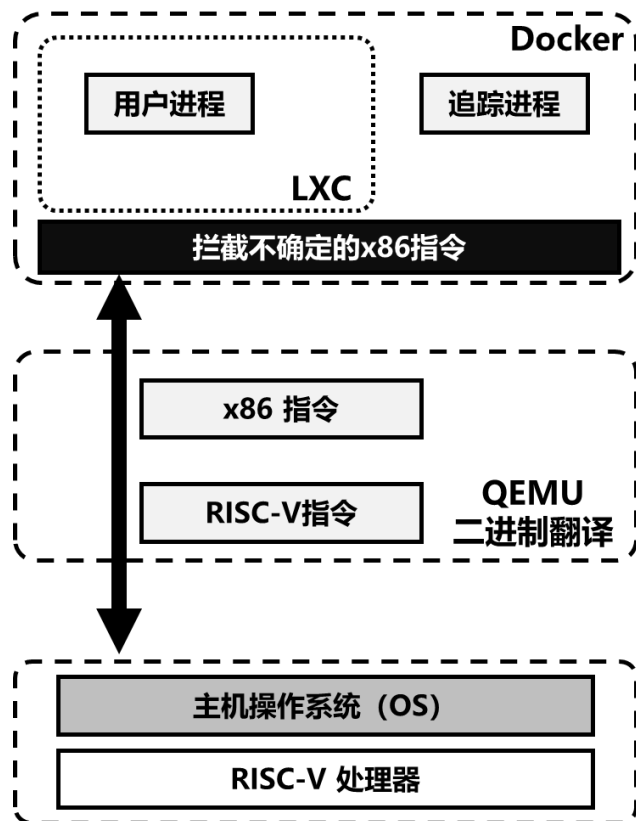 Docker
用户进程
追踪进程
LXC
拦截不确定的x86指令
x86 指令
RISC-V指令
QEMU
二进制翻译
主机操作系统（OS）
RISC-V 处理器